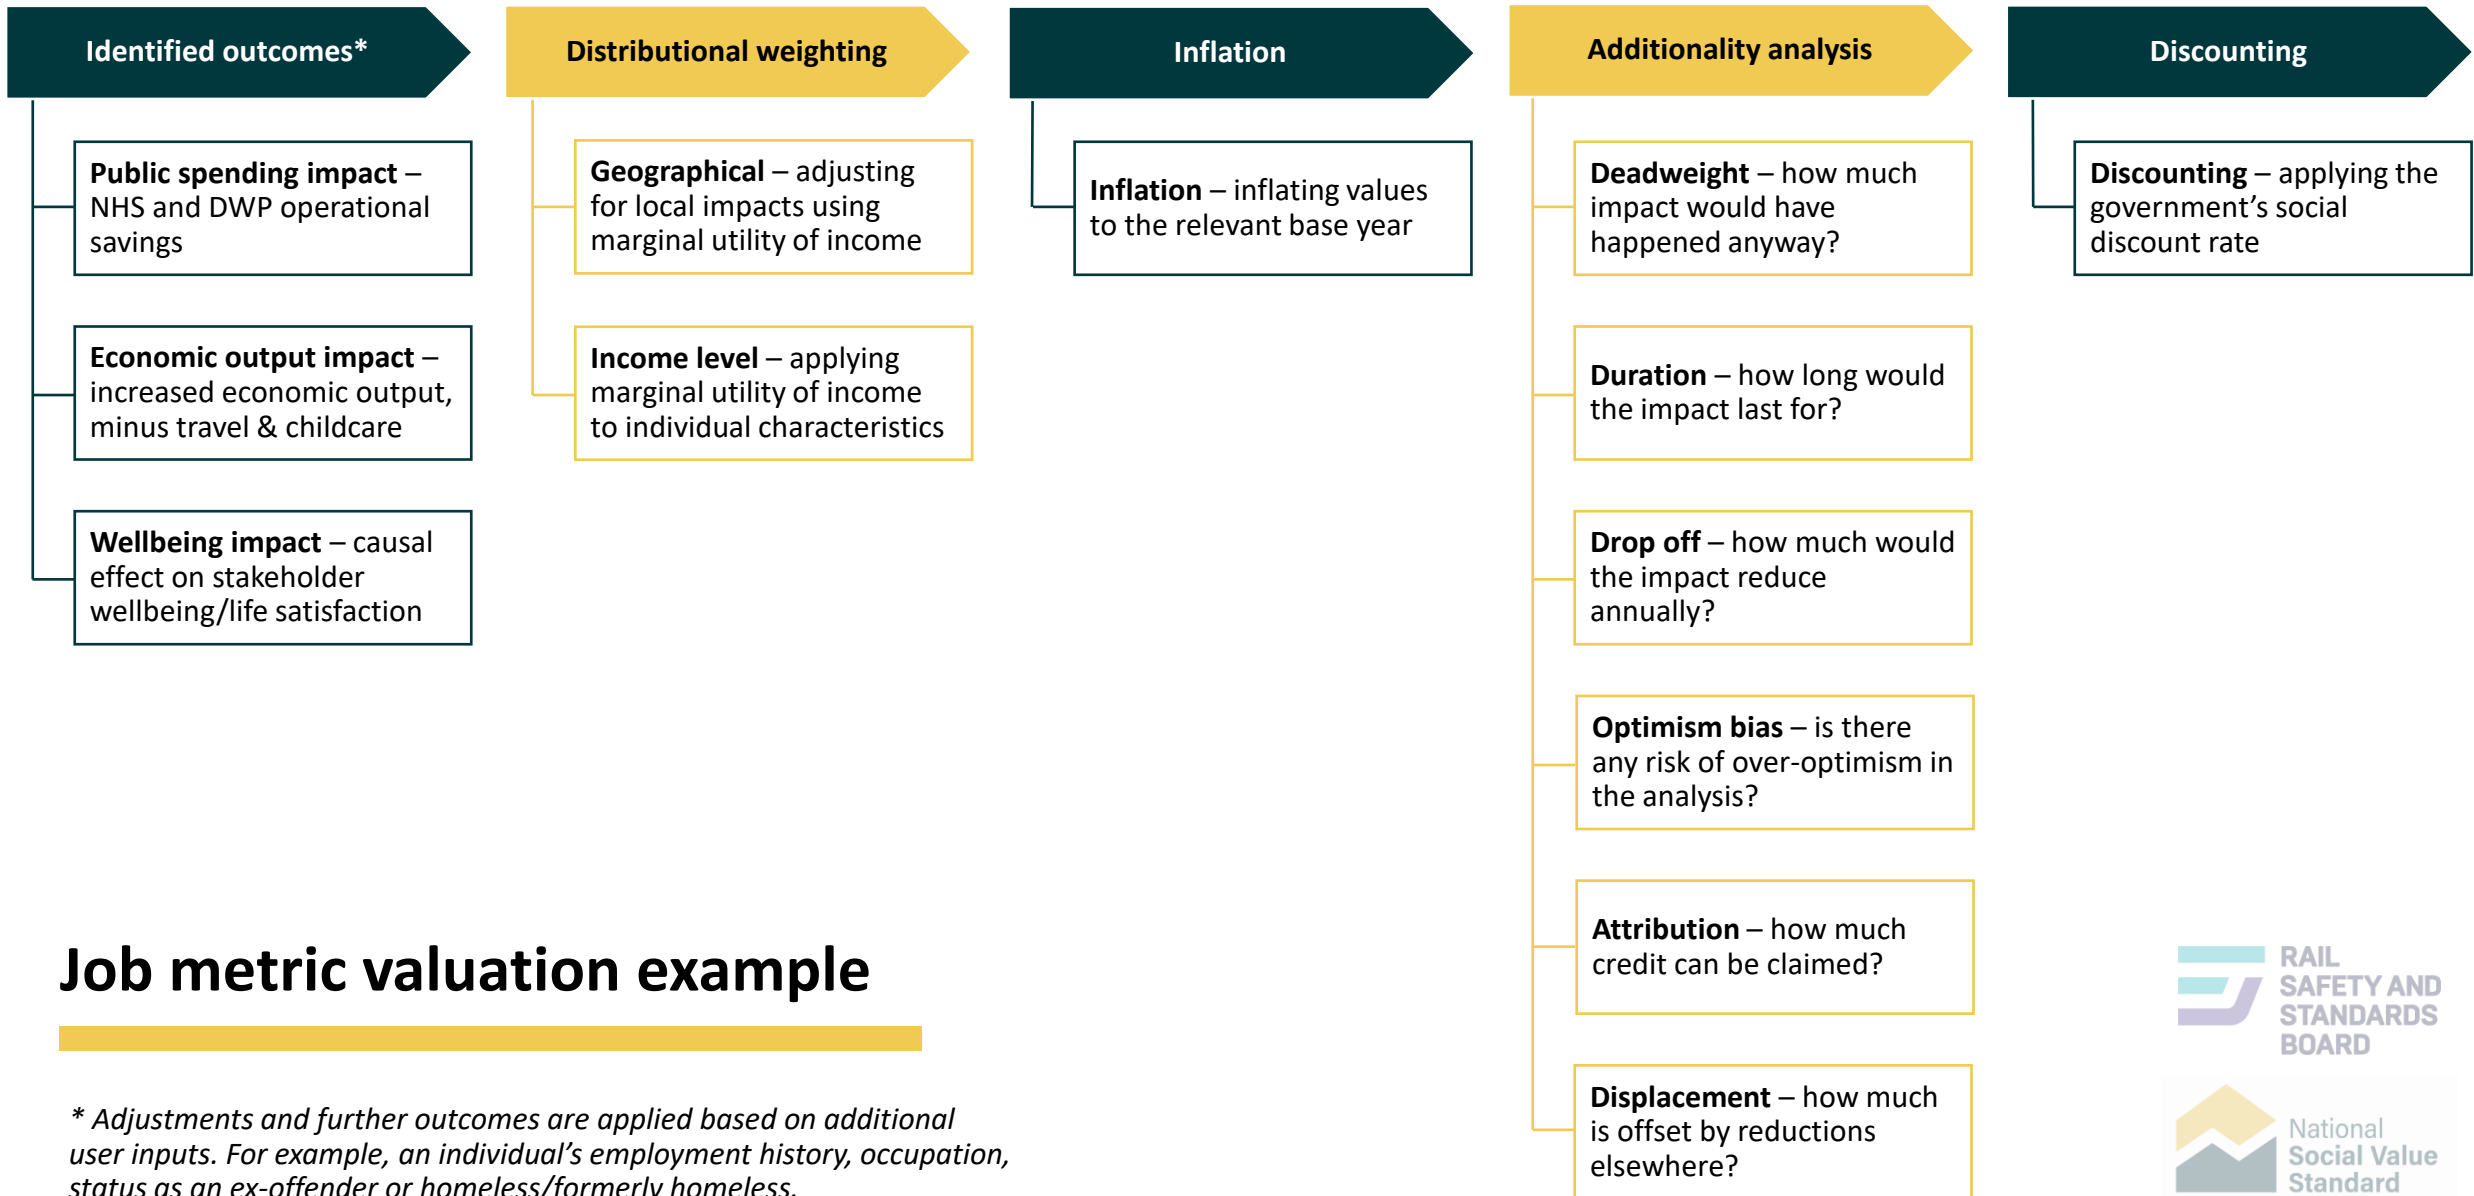 Identified outcomes*
Public spending impact –
NHS and DWP operational
savings
Economic output impact –
increased economic output,
minus travel & childcare
Wellbeing impact – causal
effect on stakeholder
wellbeing/life satisfaction
Distributional weighting
Geographical – adjusting
for local impacts using
marginal utility of income
Income level – applying
marginal utility of income
to individual characteristics
Inflation
Inflation – inflating values
to the relevant base year
Additionality analysis
Deadweight – how much
impact would have
happened anyway?
Duration – how long would
the impact last for?
Drop off – how much would
the impact reduce
annually?
Optimism bias – is there
any risk of over-optimism in
the analysis?
Attribution – how much
credit can be claimed?
Displacement – how much
is offset by reductions
elsewhere?
Discounting
Discounting – applying the
government's social
discount rate
Job metric valuation example
* Adjustments and further outcomes are applied based on additional
user inputs. For example, an individual's employment history, occupation,
status as an ex-offender or homeless/formerly homeless.
RAIL
SAFETY AND
STANDARDS
BOARD
National
Social Value
Standard